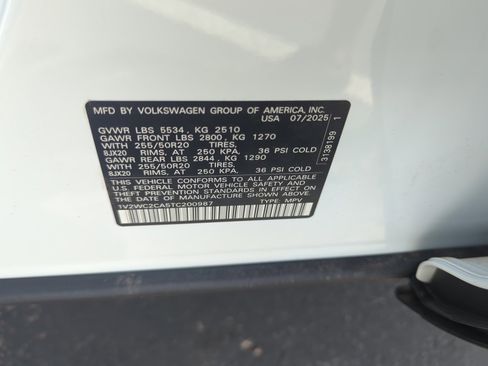 MFD BY VOLKSWAGEN GROUP OF AMERICA, INC.
USA 07/2025
GVWR LBS 5534, KG 2510
GAWR FRONT LBS 2800, KG 1270
WITH 255/50R20
8JX20 RIMS, AT 250 KPA, 36 PSI COLD
GAWR REAR LBS 2844, KG 1290
WITH 255/50R20
8JX20 RIMS, AT 250 KPA, 36 PSI COLD
THIS VEHICLE CONFORMS TO ALL APPLICABLE
U.S. FEDERAL MOTOR VEHICLE SAFETY AND
THEFT PREVENTION STANDARDS IN EFFECT ON
THE DATE OF MANUFACTURE SHOWN ABOVE
1V2WC2CA5TC200987 TYPE: MPV
3138199 1